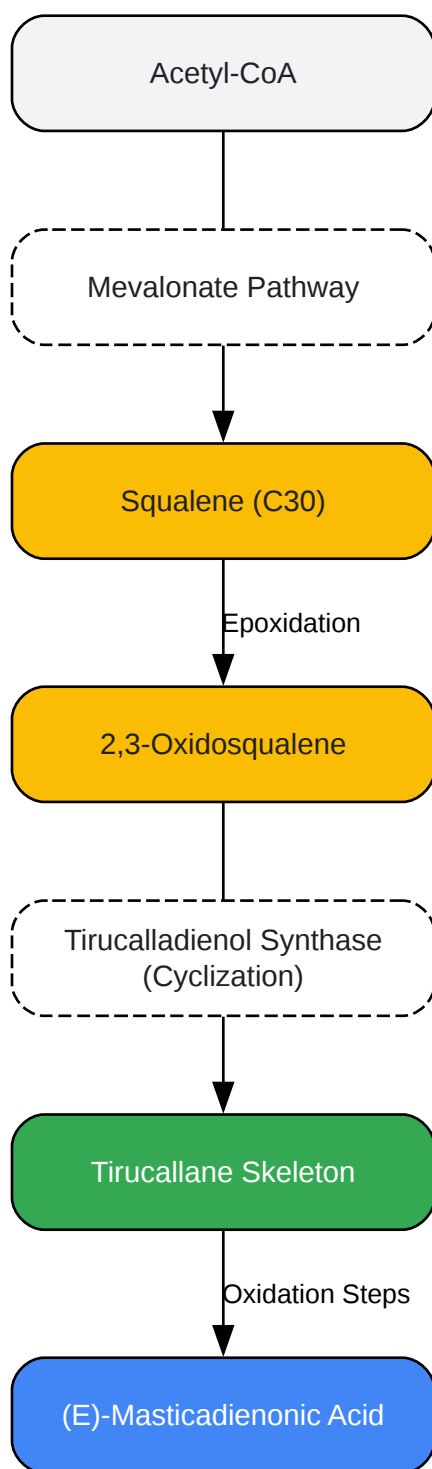 Acetyl-CoA
Mevalonate Pathway
Squalene (C30)
Epoxidation
2,3-Oxidosqualene
Tirucalladienol Synthase
(Cyclization)
Tirucallane Skeleton
Oxidation Steps
(E)-Masticadienonic Acid